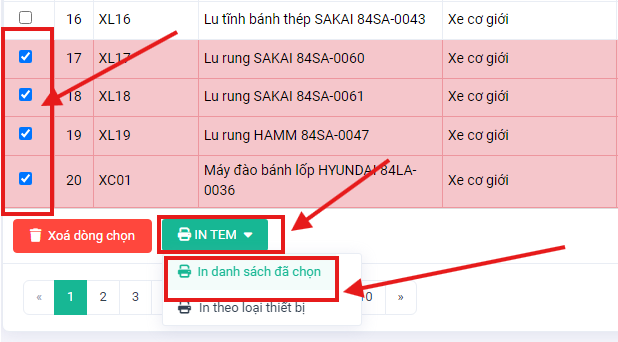 16 XL16 Lu tĩnh bánh thép SAKAI 84SA-0043 Xe cơ giới
17 XL17 Lu rung SAKAI 84SA-0060 Xe cơ giới
18 XL18 Lu rung SAKAI 84SA-0061 Xe cơ giới
19 XL19 Lu rung HAMM 84SA-0047 Xe cơ giới
20 XC01 Máy đào bánh lốp HYUNDAI 84LA-
0036 Xe cơ giới
Xoá dòng chọn IN TEM
In danh sách đã chọn
« 1 2 3 10 »
In theo loại thiết bị